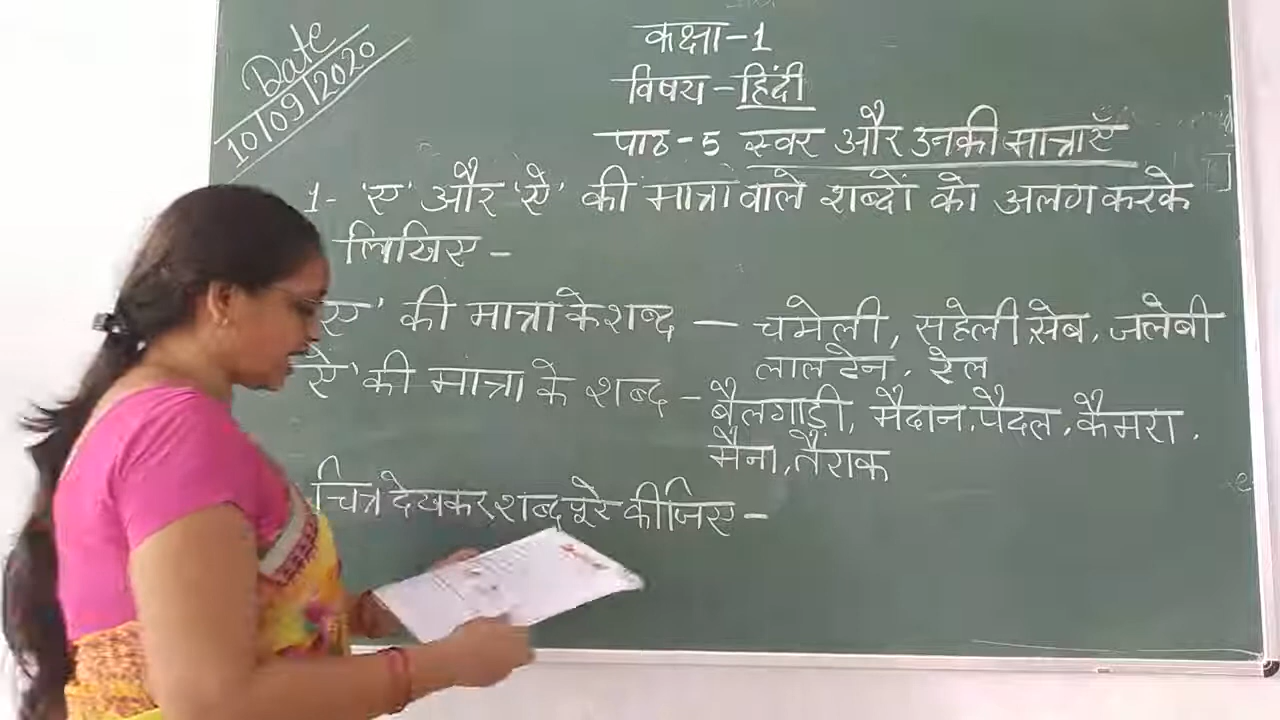 Date
10/09/2020
कक्षा-1
विषय-हिंदी
पाठ-5 स्वर और उनकी मात्राएँ
1- 'ए' और 'ऐ' की मात्रा वाले शब्दों को अलग करके
लिखिए-
ए' की मात्रा के शब्द - चमेली, सहेली, सेब, जलेबी
लालटेन, रेल
ऐ' की मात्रा के शब्द - बैलगाड़ी, मैदान, पैदल, कैमरा,
मैना, तैराक
चित्र देखकर शब्द पूरे कीजिए-